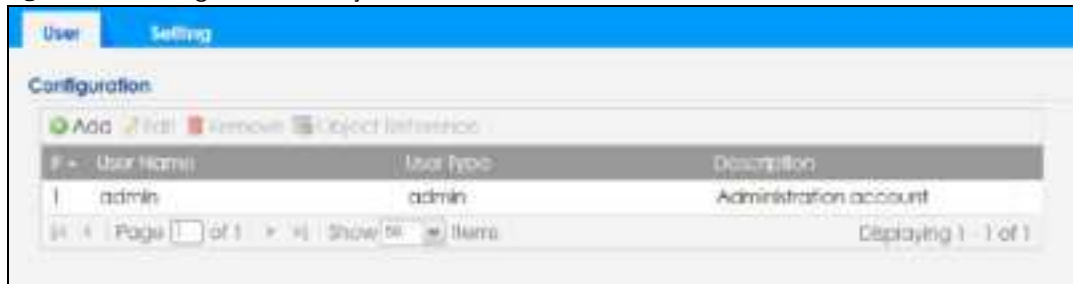 User Setting
Configuration
Add Edit Remove Object Reference
# User Name User Type Description
1 admin admin Administration account
Page 1 of 1 Show 50 items Displaying 1 - 1 of 1